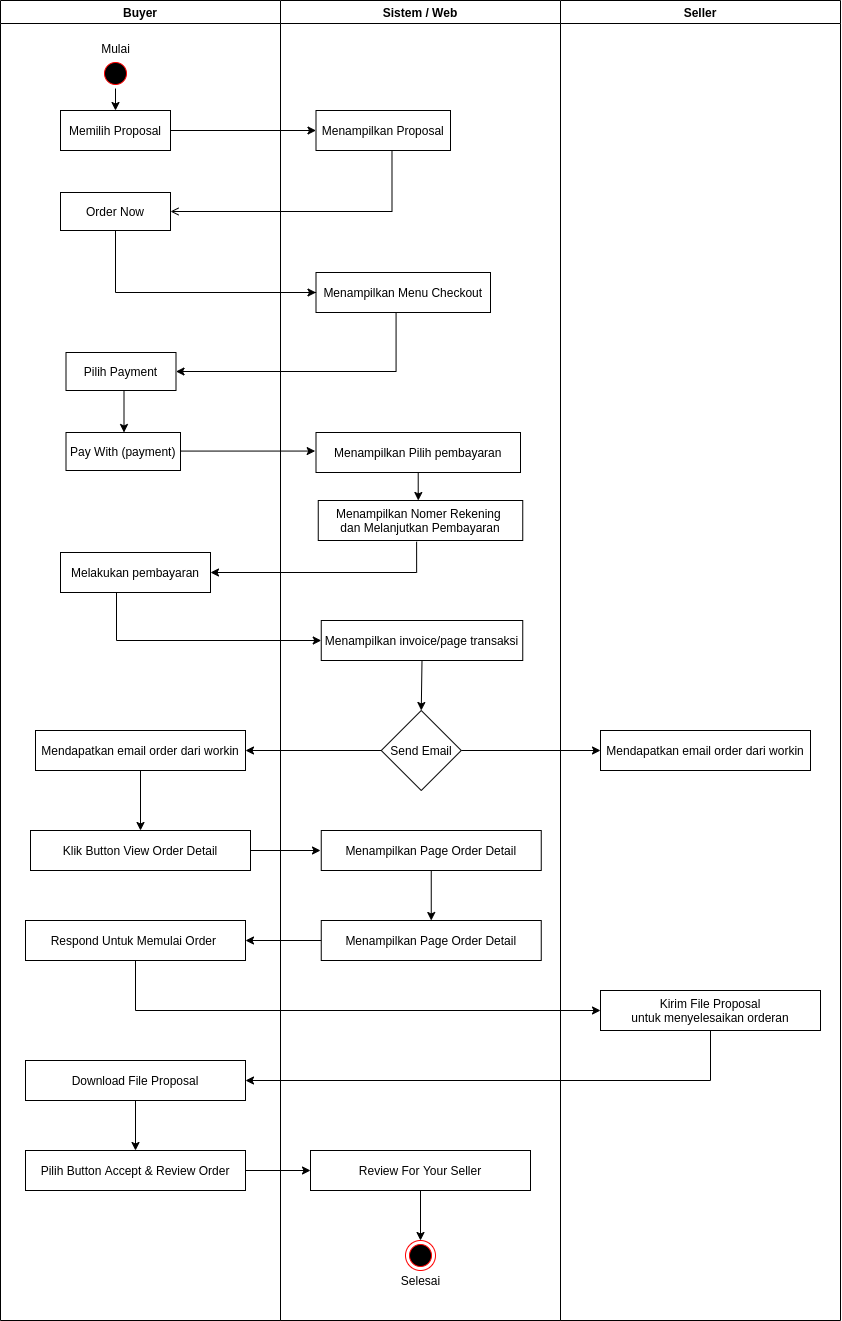 Buyer
Sistem / Web
Seller
Mulai
Memilih Proposal
Menampilkan Proposal
Order Now
Menampilkan Menu Checkout
Pilih Payment
Pay With (payment)
Menampilkan Pilih pembayaran
Menampilkan Nomer Rekening
dan Melanjutkan Pembayaran
Melakukan pembayaran
Menampilkan invoice/page transaksi
Mendapatkan email order dari workin
Send Email
Mendapatkan email order dari workin
Klik Button View Order Detail
Menampilkan Page Order Detail
Respond Untuk Memulai Order
Menampilkan Page Order Detail
Kirim File Proposal
untuk menyelesaikan orderan
Download File Proposal
Pilih Button Accept & Review Order
Review For Your Seller
Selesai